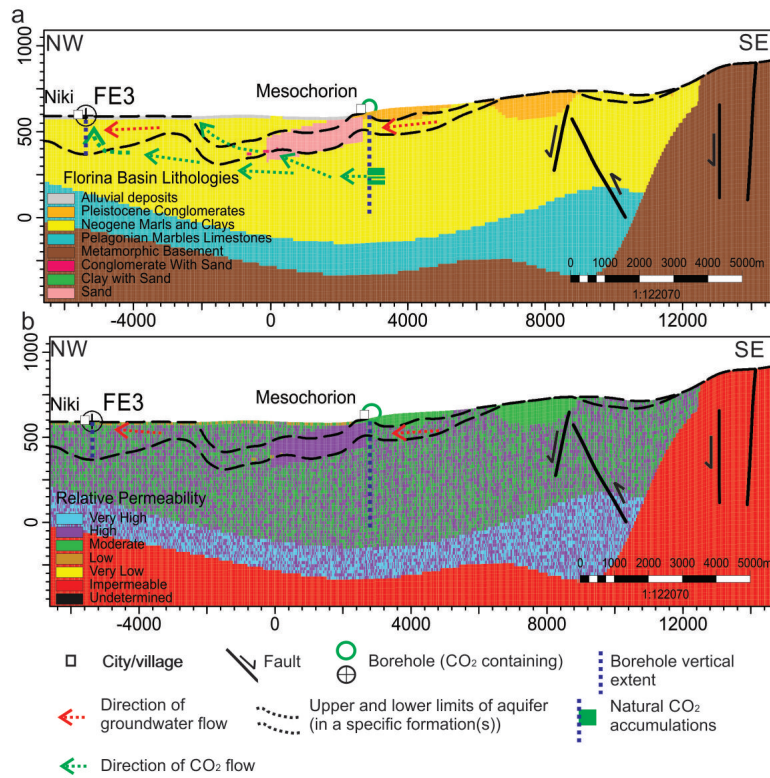 a
NW
SE
1000
500
0
Niki
FE3
Mesochorion
Florina Basin Lithologies
Alluvial deposits
Pleistocene Conglomerates
Neogene Marls and Clays
Pelagonian Marbles Limestones
Metamorphic Basement
Conglomerate With Sand
Clay with Sand
Sand
0 1000 2000 3000 4000 5000m
1:122070
-4000 0 4000 8000 12000 14000
b
NW
SE
1000
500
0
Niki
FE3
Mesochorion
Relative Permeability
Very High
High
Moderate
Low
Very Low
Impermeable
Undetermined
0 1000 2000 3000 4000 5000m
1:122070
-4000 0 4000 8000 12000 14000
City/village
Fault
Borehole (CO₂ containing)
Borehole vertical
extent
Direction of
groundwater flow
Upper and lower limits of aquifer
(in a specific formation(s))
Natural CO₂
accumulations
Direction of CO₂ flow